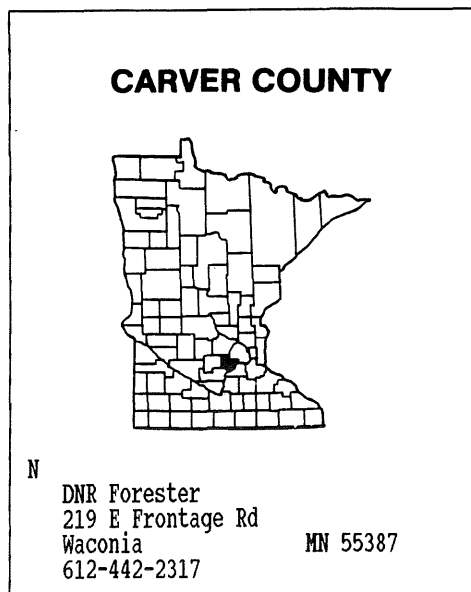 CARVER COUNTY
N
DNR Forester
219 E Frontage Rd
Waconia MN 55387
612-442-2317